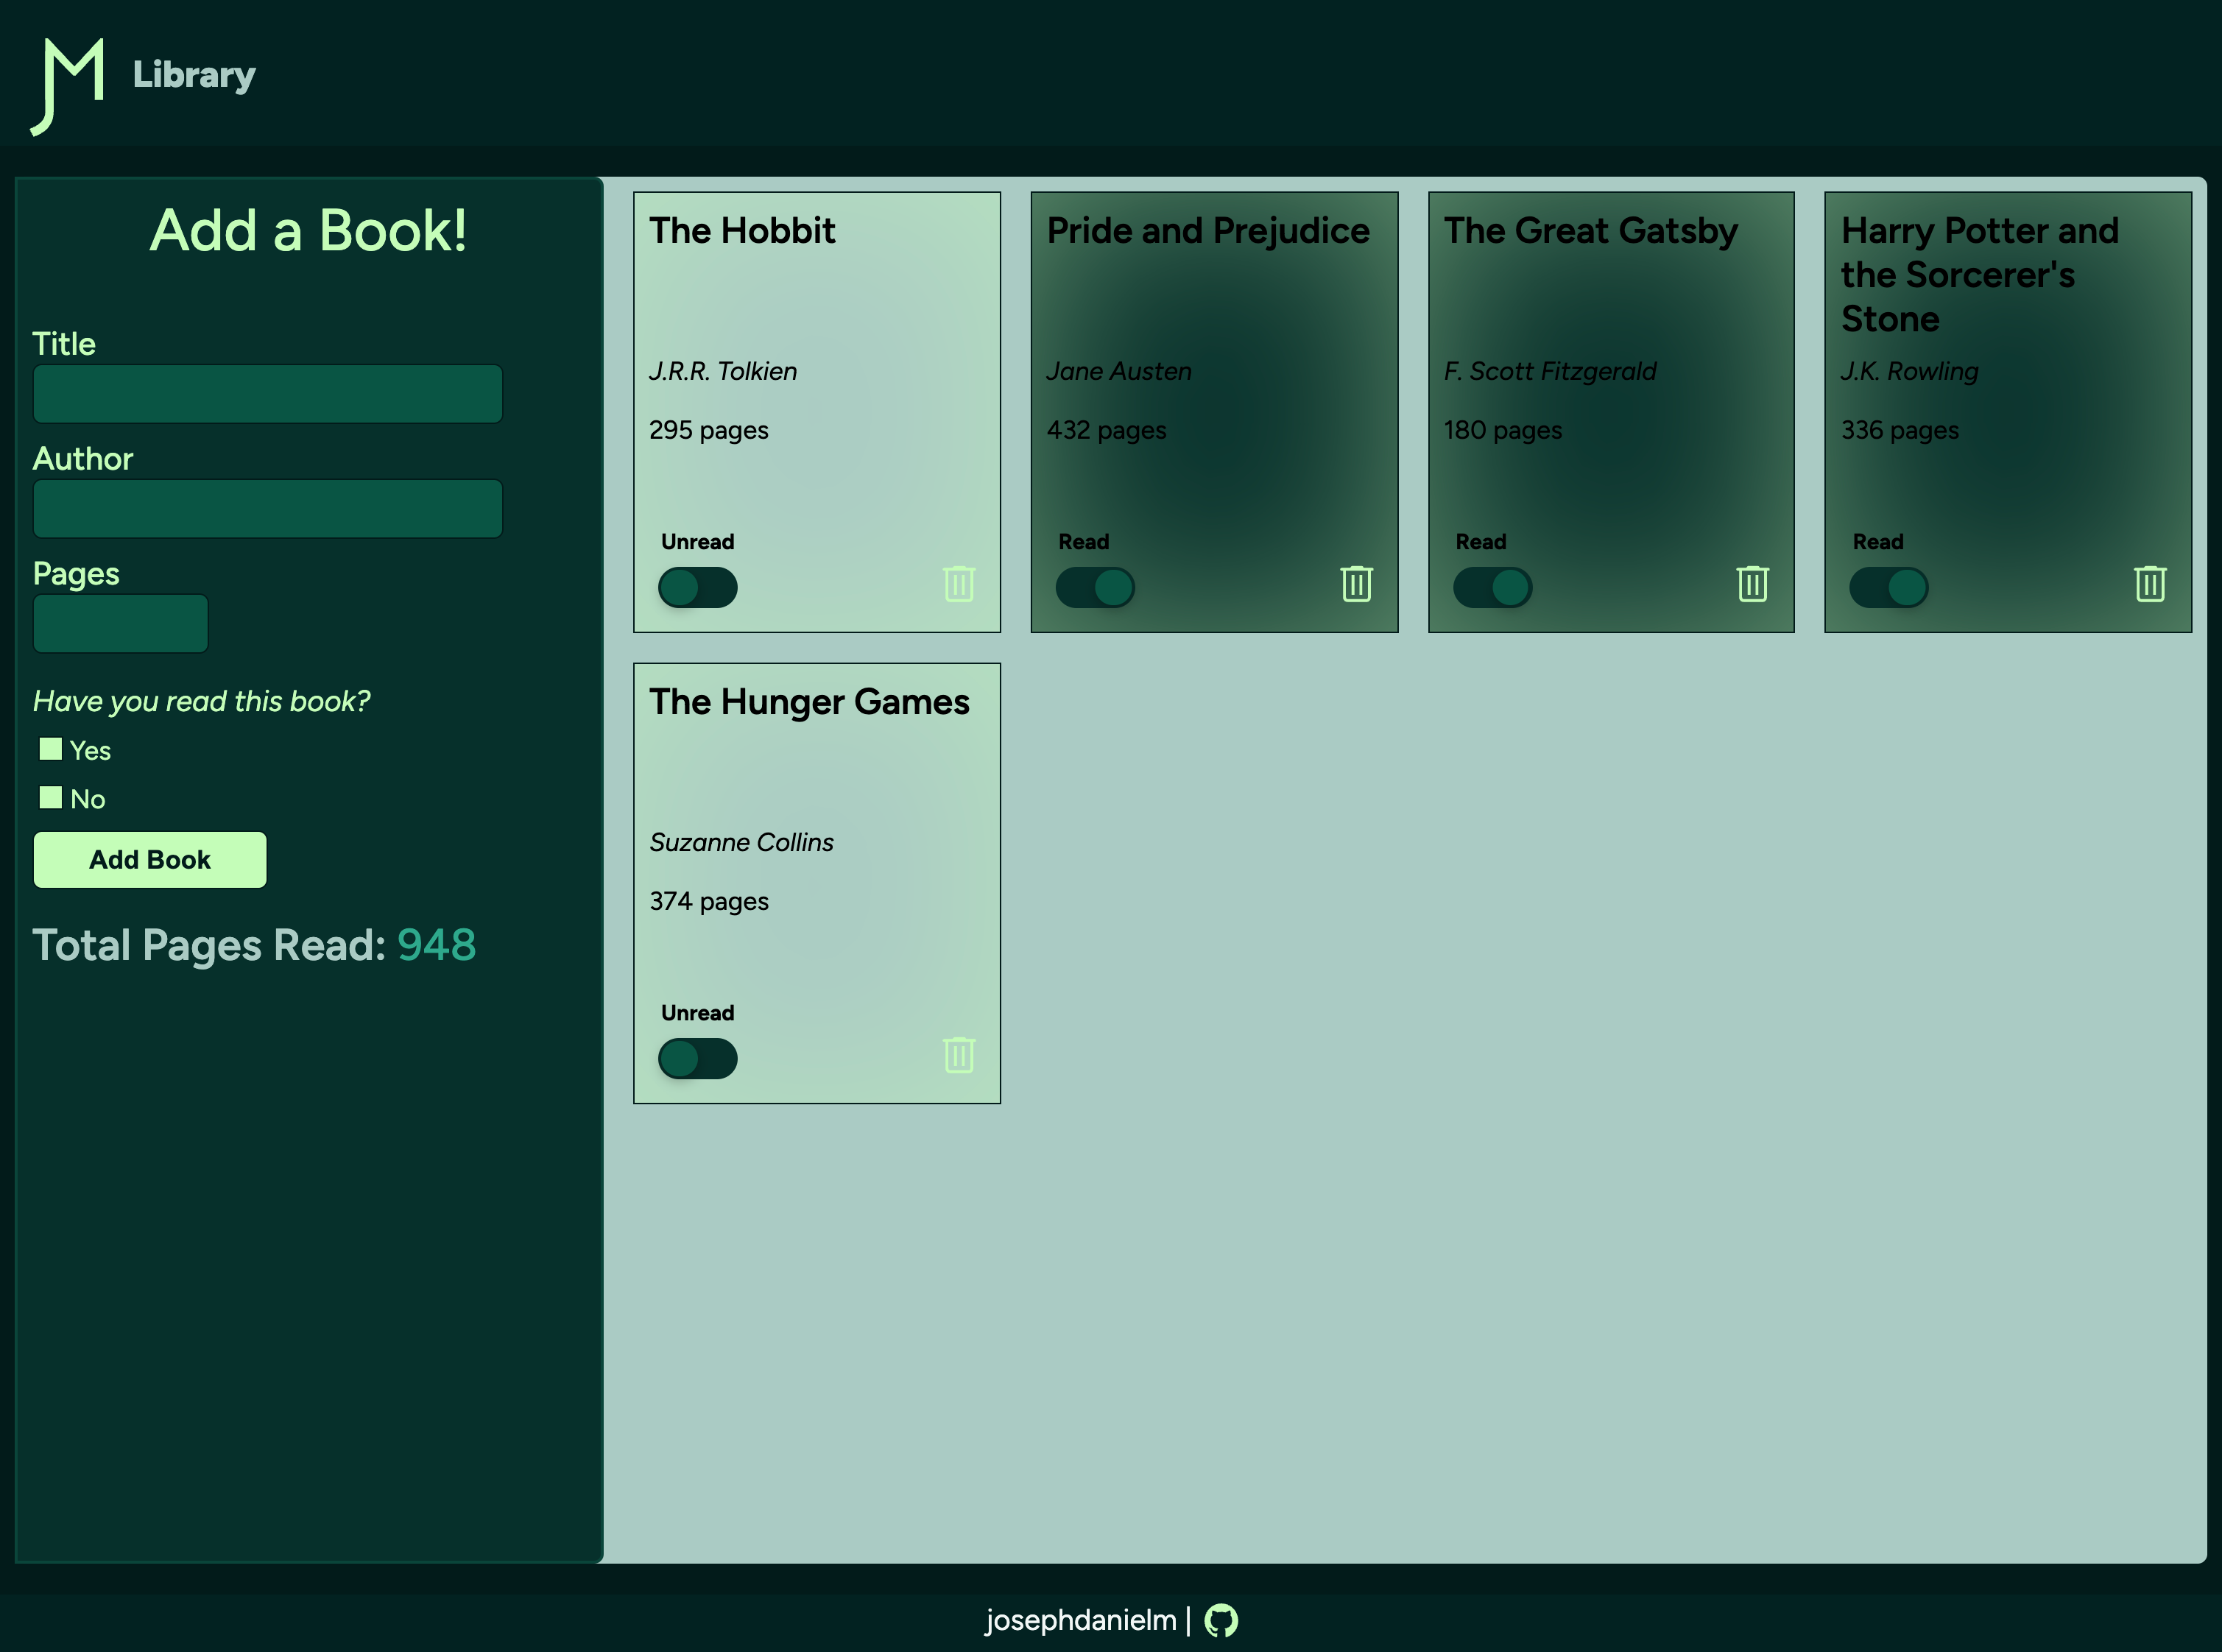 JM
Library
Add a Book!
Title
Author
Pages
Have you read this book?
Yes
No
Add Book
Total Pages Read: 948
The Hobbit
J.R.R. Tolkien
295 pages
Unread
Pride and Prejudice
Jane Austen
432 pages
Read
The Great Gatsby
F. Scott Fitzgerald
180 pages
Read
Harry Potter and
the Sorcerer's
Stone
J.K. Rowling
336 pages
Read
The Hunger Games
Suzanne Collins
374 pages
Unread
josephdanielm |